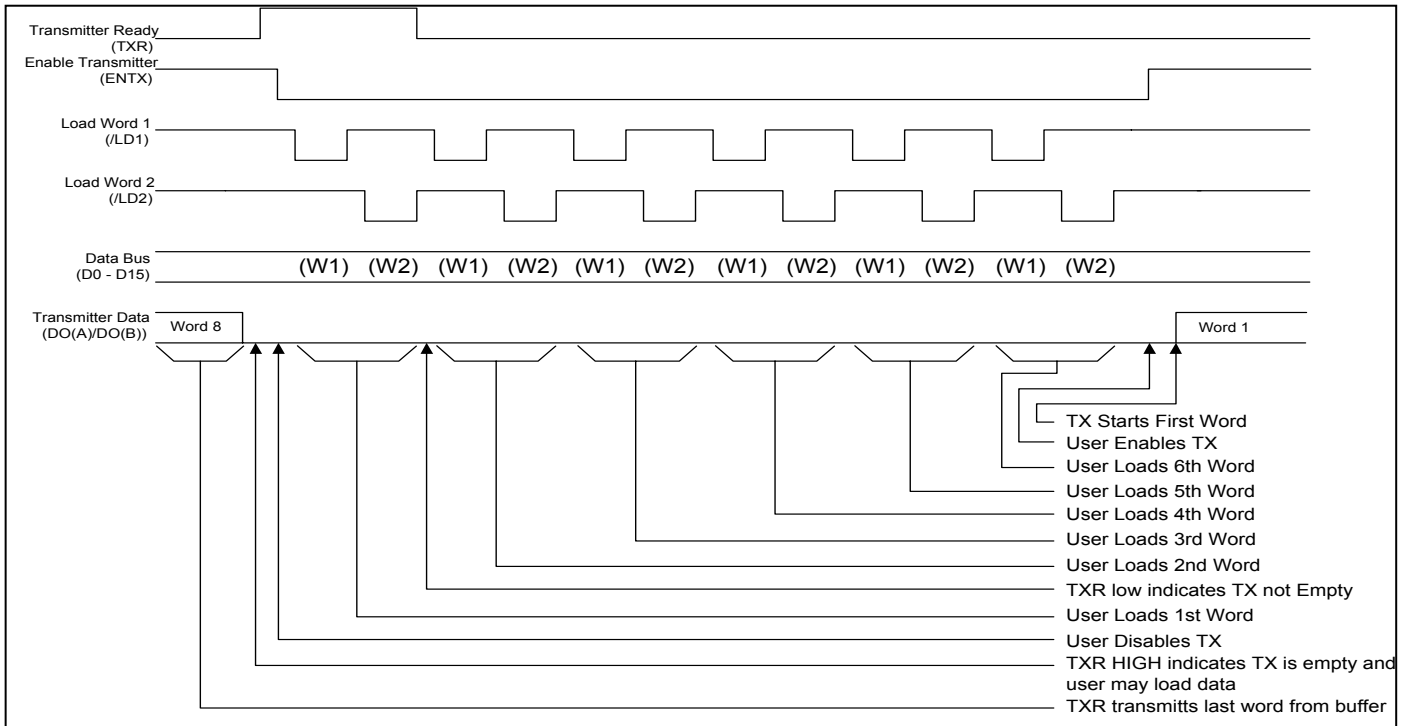 Transmitter Ready
(TXR)
Enable Transmitter
(ENTX)
Load Word 1
(/LD1)
Load Word 2
(/LD2)
Data Bus
(D0 - D15)
(W1) (W2) (W1) (W2) (W1) (W2) (W1) (W2) (W1) (W2) (W1) (W2)
Transmitter Data
(DO(A)/DO(B))
Word 8
Word 1
TX Starts First Word
User Enables TX
User Loads 6th Word
User Loads 5th Word
User Loads 4th Word
User Loads 3rd Word
User Loads 2nd Word
TXR low indicates TX not Empty
User Loads 1st Word
User Disables TX
TXR HIGH indicates TX is empty and
user may load data
TXR transmitts last word from buffer